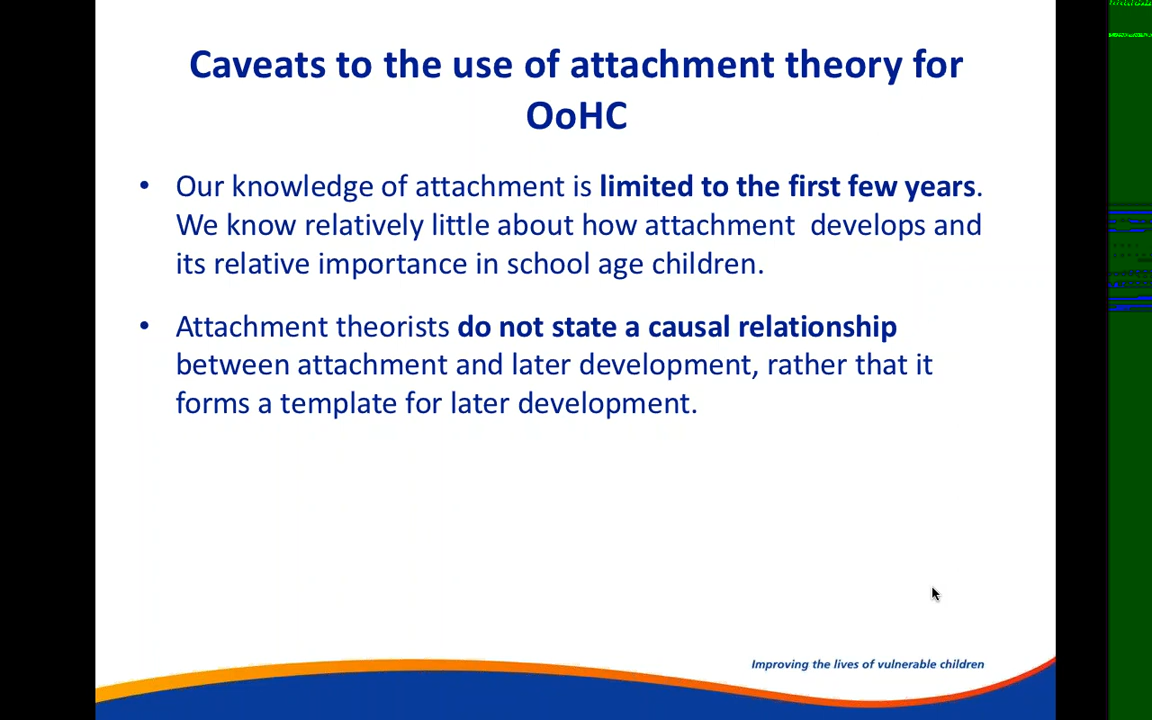 Caveats to the use of attachment theory for
OoHC
• Our knowledge of attachment is limited to the first few years.
We know relatively little about how attachment  develops and
its relative importance in school age children.
• Attachment theorists do not state a causal relationship
between attachment and later development, rather that it
forms a template for later development.
Improving the lives of vulnerable children